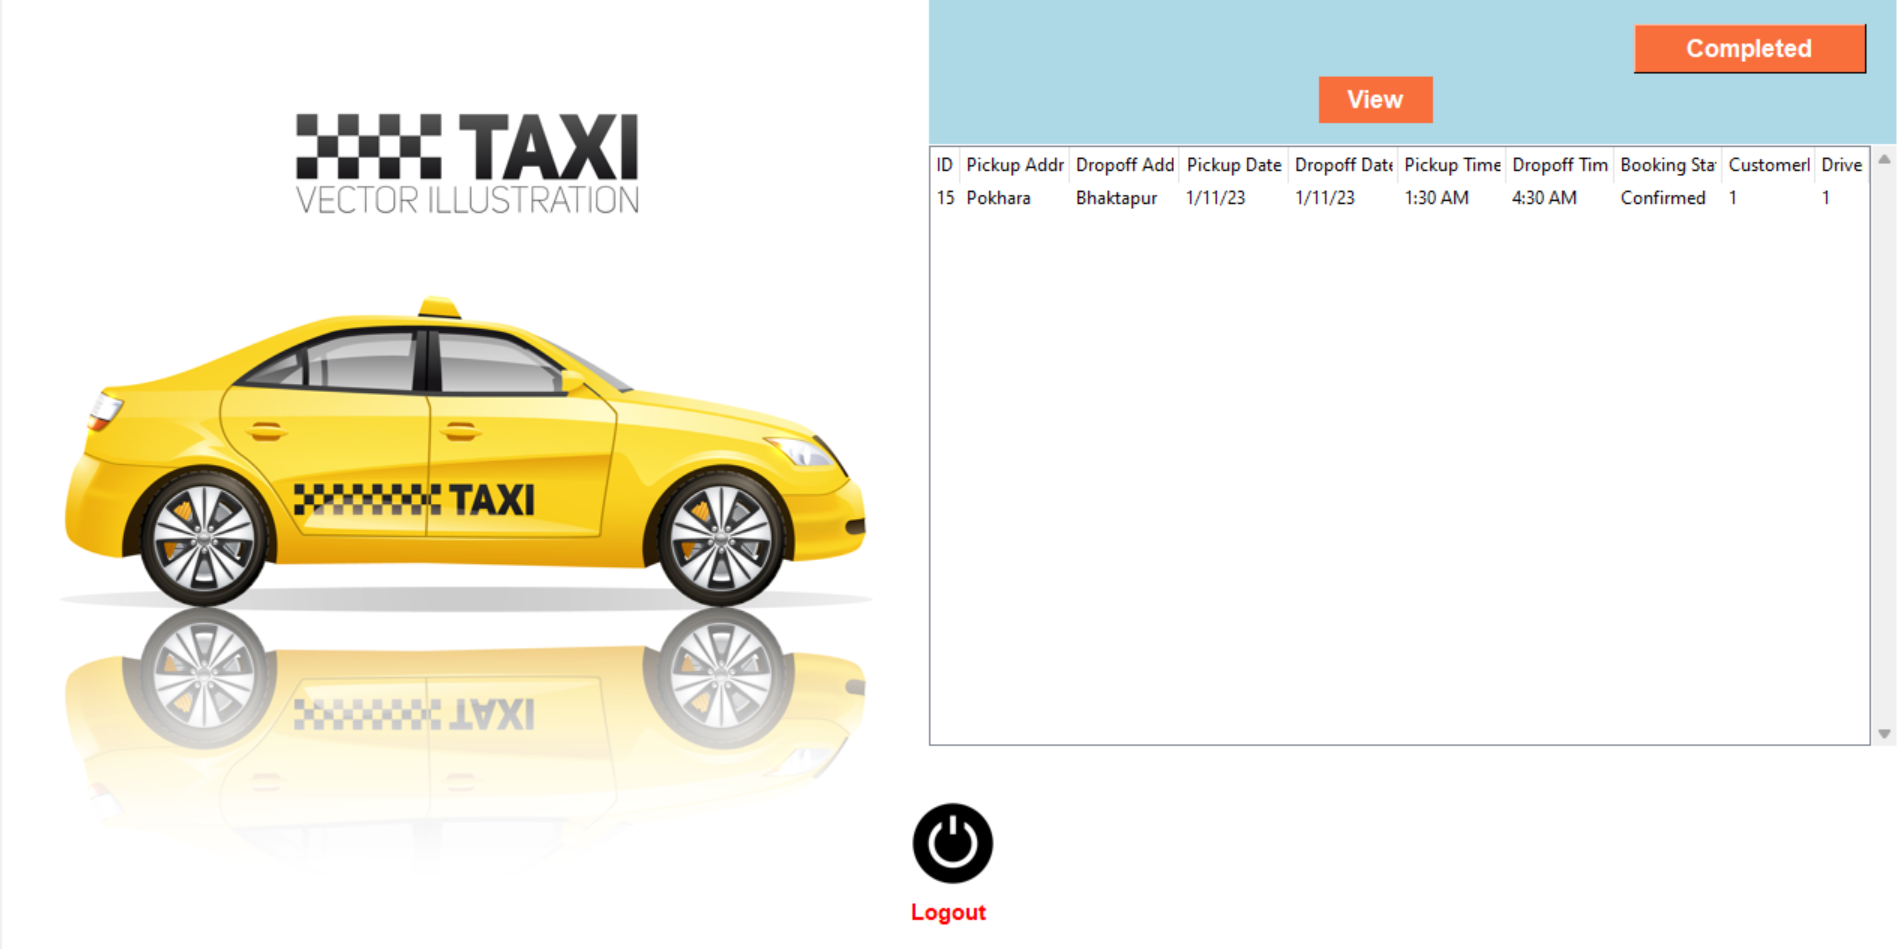 TAXI
VECTOR ILLUSTRATION
TAXI
TAXI
Completed
View
ID Pickup Addr Dropoff Add Pickup Date Dropoff Date Pickup Time Dropoff Tim Booking Sta CustomerI Drive
15 Pokhara Bhaktapur 1/11/23 1/11/23 1:30 AM 4:30 AM Confirmed 1 1
Logout